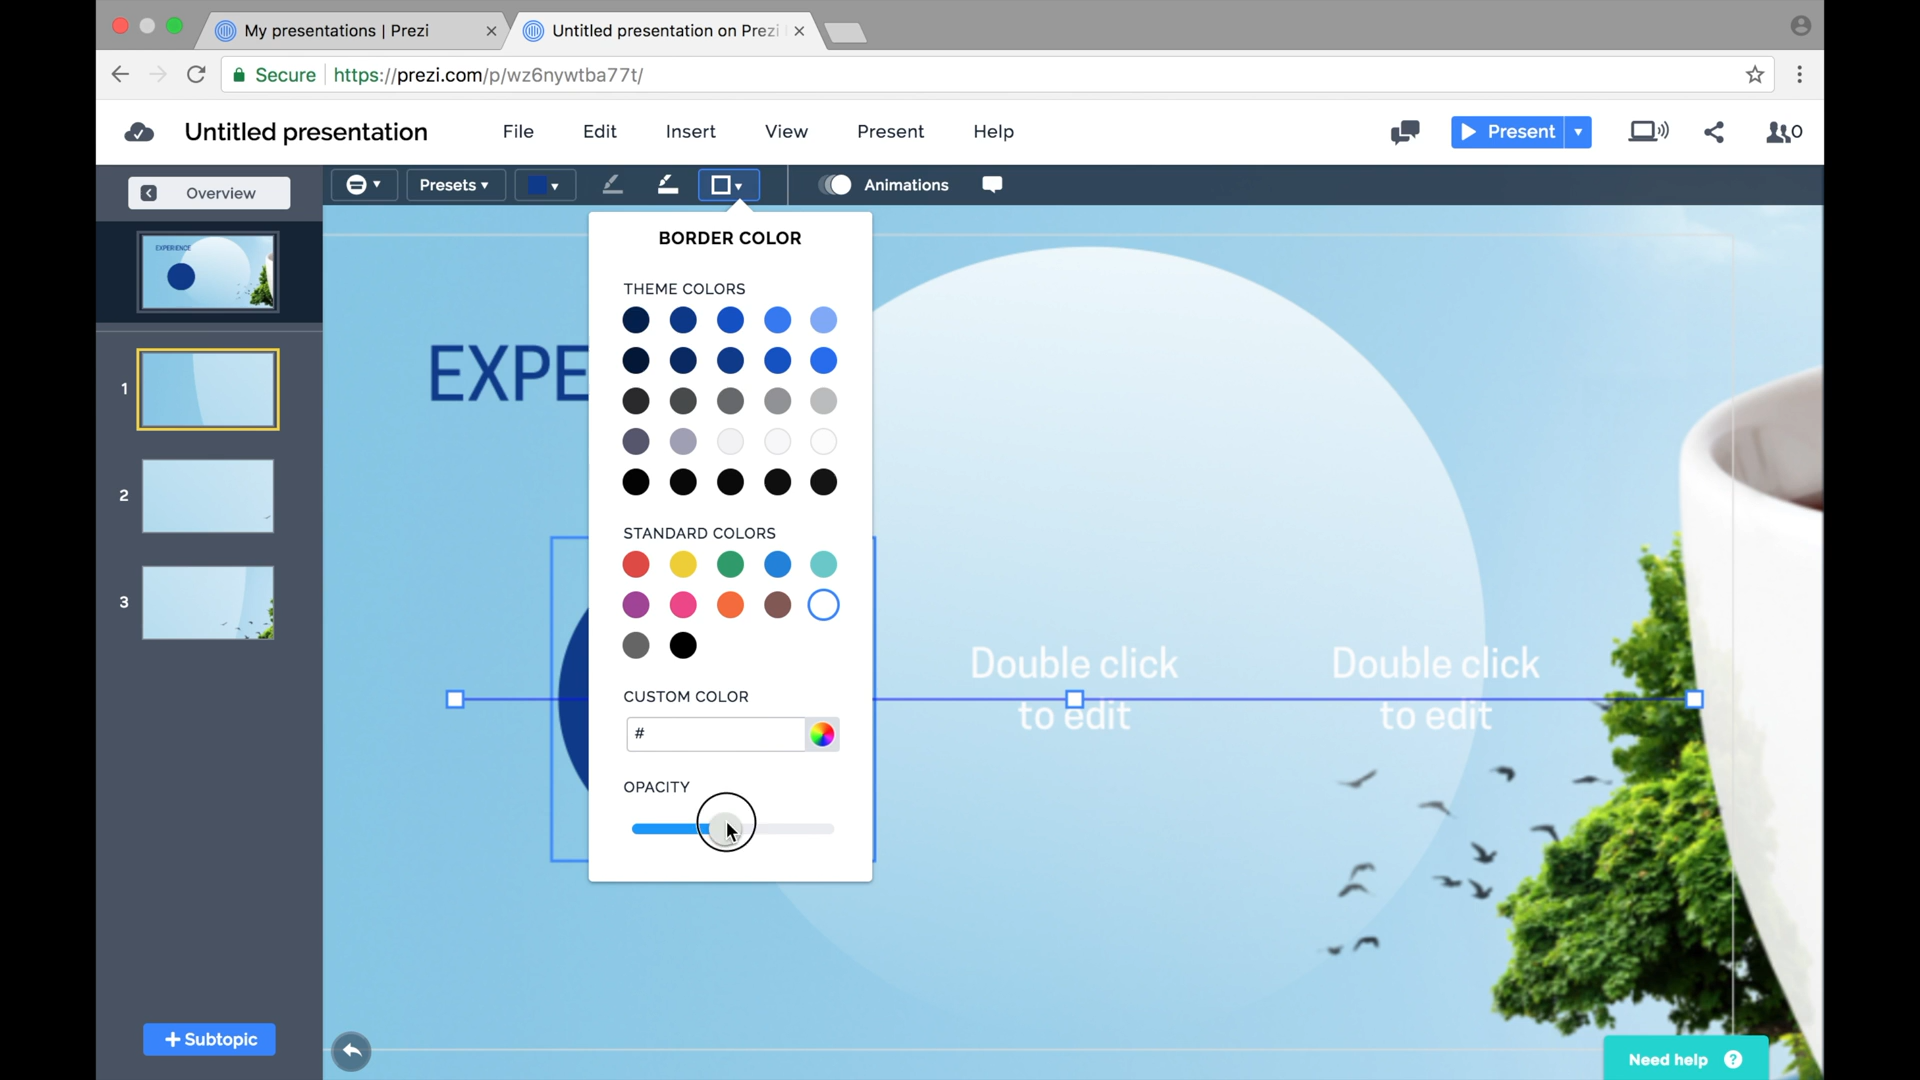 My presentations | Prezi
Untitled presentation on Prezi
Secure
https://prezi.com/p/wz6nywtba77t/
Untitled presentation
File
Edit
Insert
View
Present
Help
Present
0
Overview
Presets
Animations
EXPERIENCE
BORDER COLOR
THEME COLORS
EXPE
1
2
STANDARD COLORS
3
Double click
to edit
Double click
to edit
CUSTOM COLOR
#
OPACITY
+ Subtopic
Need help ?